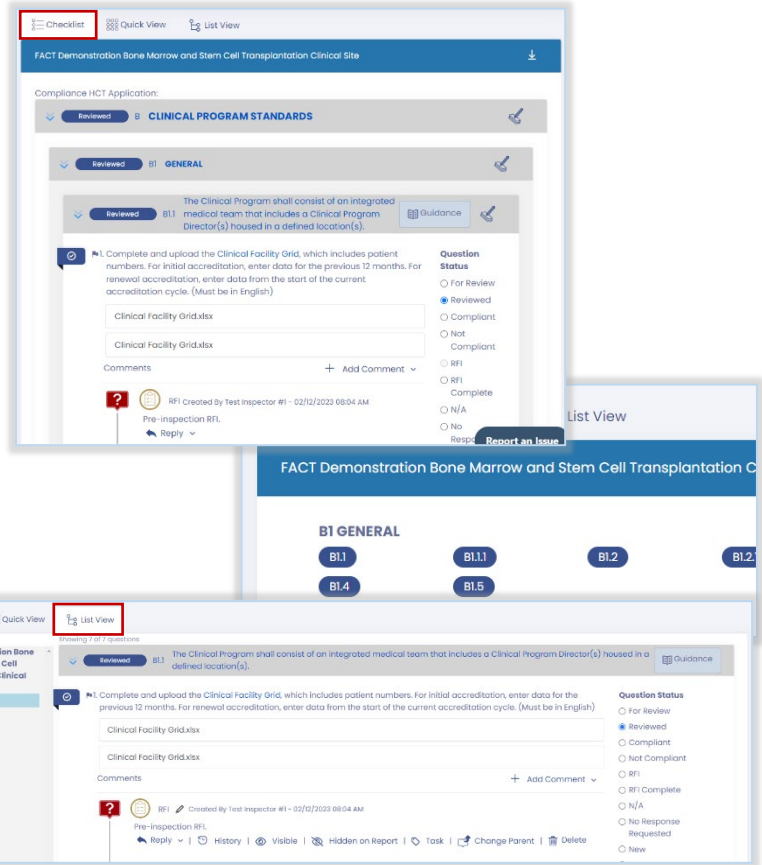 Checklist
Quick View
List View
FACT Demonstration Bone Marrow and Stem Cell Transplantation Clinical Site
Compliance HCT Application:
Reviewed B CLINICAL PROGRAM STANDARDS
Reviewed B1 GENERAL
Reviewed B1.1 The Clinical Program shall consist of an integrated
medical team that includes a Clinical Program
Director(s) housed in a defined location(s).
Guidance
1. Complete and upload the Clinical Facility Grid, which includes patient
numbers. For initial accreditation, enter data for the previous 12 months. For
renewal accreditation, enter data from the start of the current
accreditation cycle. (Must be in English)
Clinical Facility Grid.xlsx
Clinical Facility Grid.xlsx
Comments
+ Add Comment
? RFI Created By Test Inspector #1 - 02/12/2023 08:04 AM
Pre-inspection RFI.
Reply
Question
Status
For Review
Reviewed
Compliant
Not
Compliant
RFI
RFI
Complete
N/A
No
Report an Issue
List View
FACT Demonstration Bone Marrow and Stem Cell Transplantation C
B1 GENERAL
B1.1 B1.1.1 B1.2 B1.2.
B1.4 B1.5
Quick View
List View
Showing 7 of 7 questions
ion Bone
Cell
linical
Reviewed B1.1 The Clinical Program shall consist of an integrated medical team that includes a Clinical Program Director(s) housed in a
defined location(s).
Guidance
1. Complete and upload the Clinical Facility Grid, which includes patient numbers. For initial accreditation, enter data for the
previous 12 months. For renewal accreditation, enter data from the start of the current accreditation cycle. (Must be in English)
Clinical Facility Grid.xlsx
Clinical Facility Grid.xlsx
Comments
+ Add Comment
? RFI Created By Test Inspector #1 - 02/12/2023 08:04 AM
Pre-inspection RFI.
Reply | History | Visible | Hidden on Report | Task | Change Parent | Delete
Question Status
For Review
Reviewed
Compliant
Not Compliant
RFI
RFI Complete
N/A
No Response
Requested
New